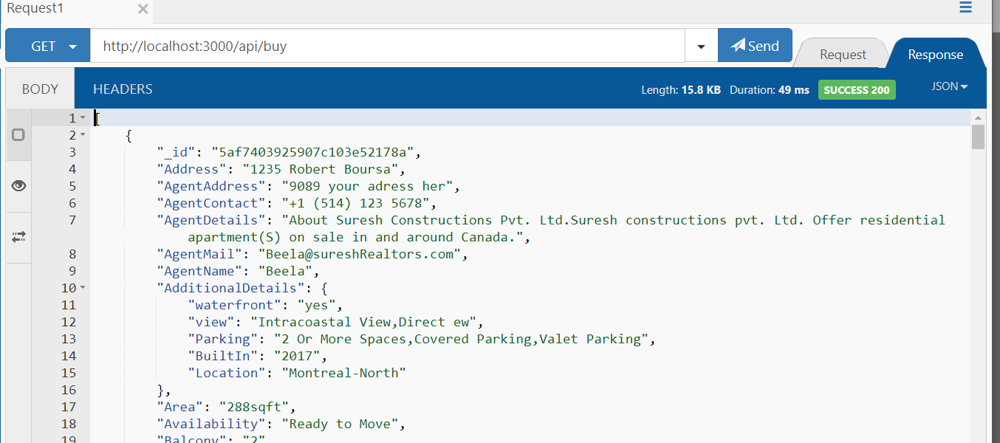 Request1
GET http://localhost:3000/api/buy Send Request Response
BODY HEADERS Length: 15.8 KB Duration: 49 ms SUCCESS 200 JSON
1 [
2 {
3 "_id": "5af7403925907c103e52178a",
4 "Address": "1235 Robert Boursa",
5 "AgentAddress": "9089 your adress her",
6 "AgentContact": "+1 (514) 123 5678",
7 "AgentDetails": "About Suresh Constructions Pvt. Ltd.Suresh constructions pvt. Ltd. Offer residential
apartment(S) on sale in and around Canada.",
8 "AgentMail": "Beela@sureshRealtors.com",
9 "AgentName": "Beela",
10 "AdditionalDetails": {
11 "waterfront": "yes",
12 "view": "Intracoastal View,Direct ew",
13 "Parking": "2 Or More Spaces,Covered Parking,Valet Parking",
14 "BuiltIn": "2017",
15 "Location": "Montreal-North"
16 },
17 "Area": "288sqft",
18 "Availability": "Ready to Move",
19 "Balcony": "2"